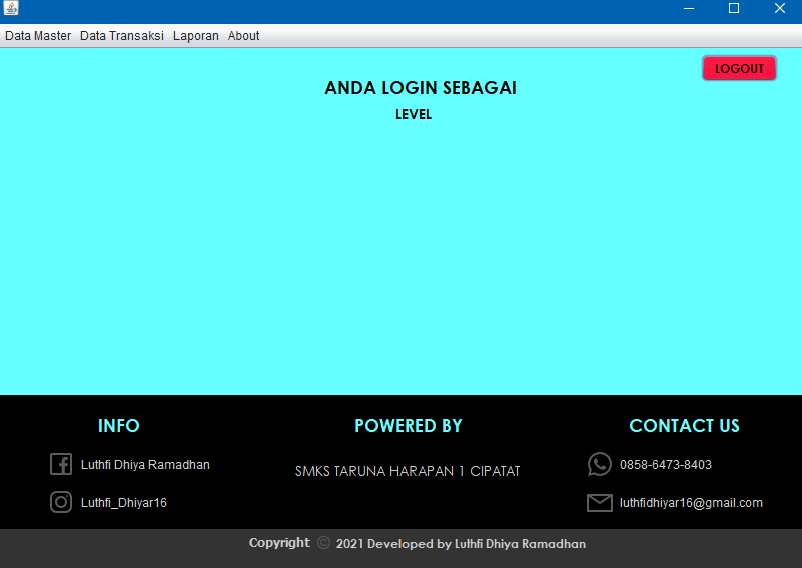 Data Master Data Transaksi Laporan About
LOGOUT
ANDA LOGIN SEBAGAI
LEVEL
INFO
Luthfi Dhiya Ramadhan
Luthfi_Dhiyar16
POWERED BY
SMKS TARUNA HARAPAN 1 CIPATAT
CONTACT US
0858-6473-8403
luthfidhiyar16@gmail.com
Copyright © 2021 Developed by Luthfi Dhiya Ramadhan